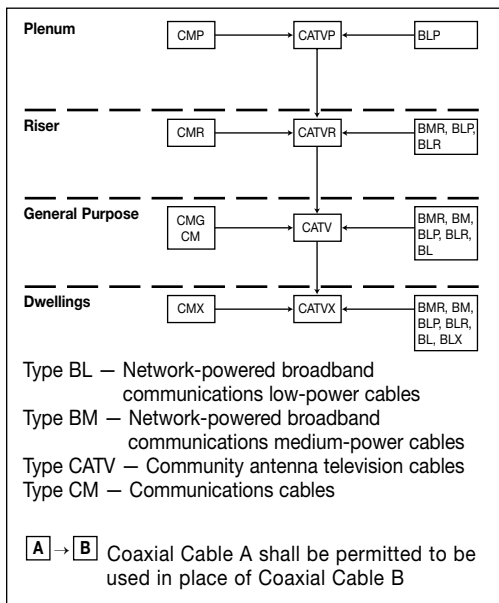 Plenum
CMP
CATVP
BLP
Riser
CMR
CATVR
BMR, BLP,
BLR
General Purpose
CMG
CM
CATV
BMR, BM,
BLP, BLR,
BL
Dwellings
CMX
CATVX
BMR, BM,
BLP, BLR,
BL, BLX
Type BL — Network-powered broadband
communications low-power cables
Type BM — Network-powered broadband
communications medium-power cables
Type CATV — Community antenna television cables
Type CM — Communications cables
A → B Coaxial Cable A shall be permitted to be
used in place of Coaxial Cable B